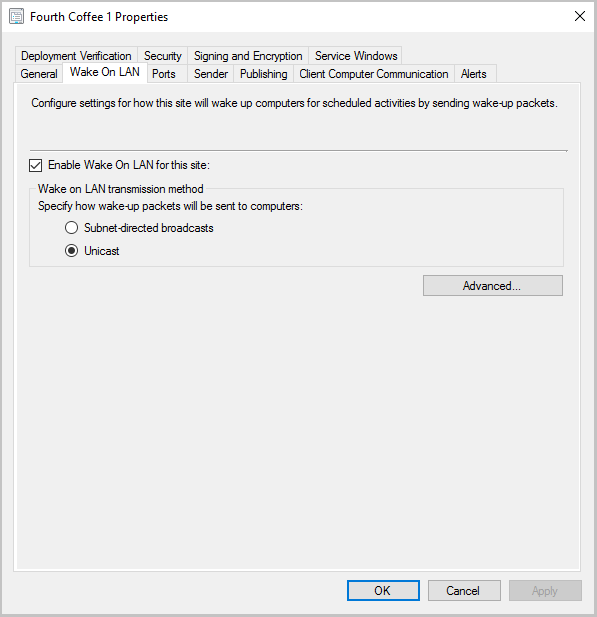 Fourth Coffee 1 Properties
Deployment Verification Security Signing and Encryption Service Windows
General Wake On LAN Ports Sender Publishing Client Computer Communication Alerts
Configure settings for how this site will wake up computers for scheduled activities by sending wake-up packets.
Enable Wake On LAN for this site:
Wake on LAN transmission method
Specify how wake-up packets will be sent to computers:
Subnet-directed broadcasts
Unicast
Advanced...
OK Cancel Apply